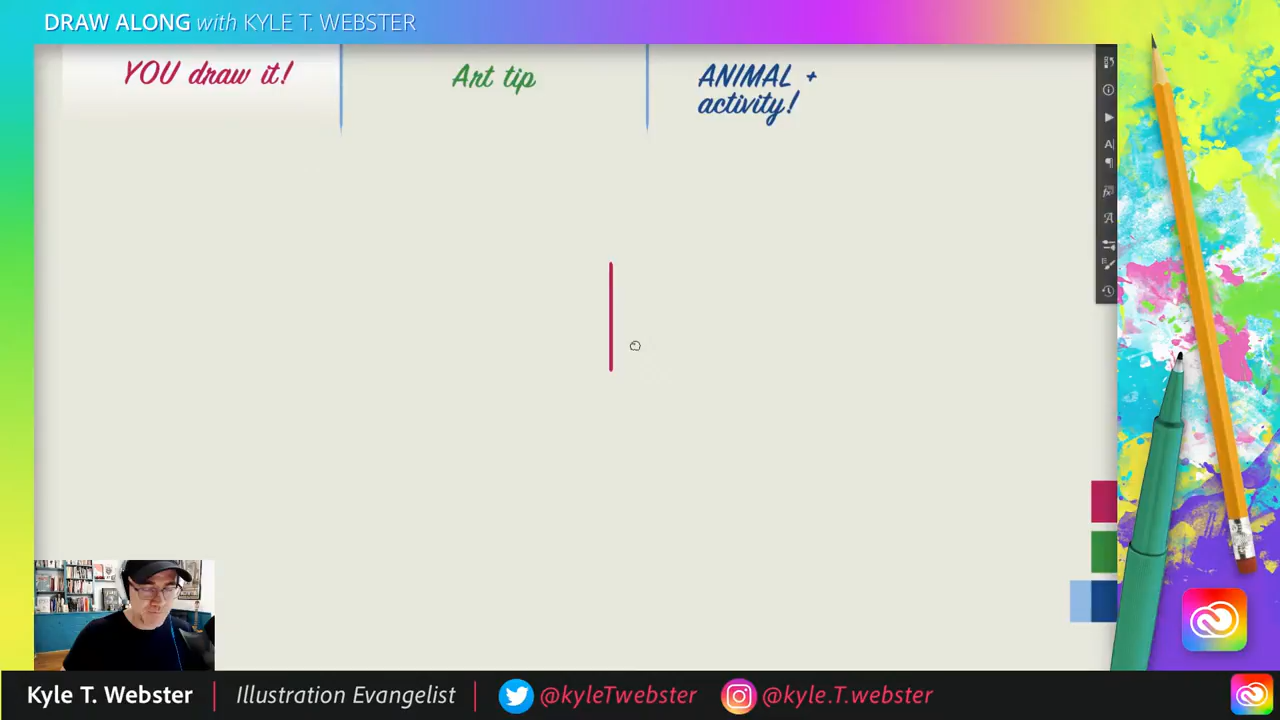 DRAW ALONG with KYLE T. WEBSTER
YOU draw it!
Art tip
ANIMAL +
activity!
Kyle T. Webster | Illustration Evangelist | @kyleTwebster @kyle.T.webster